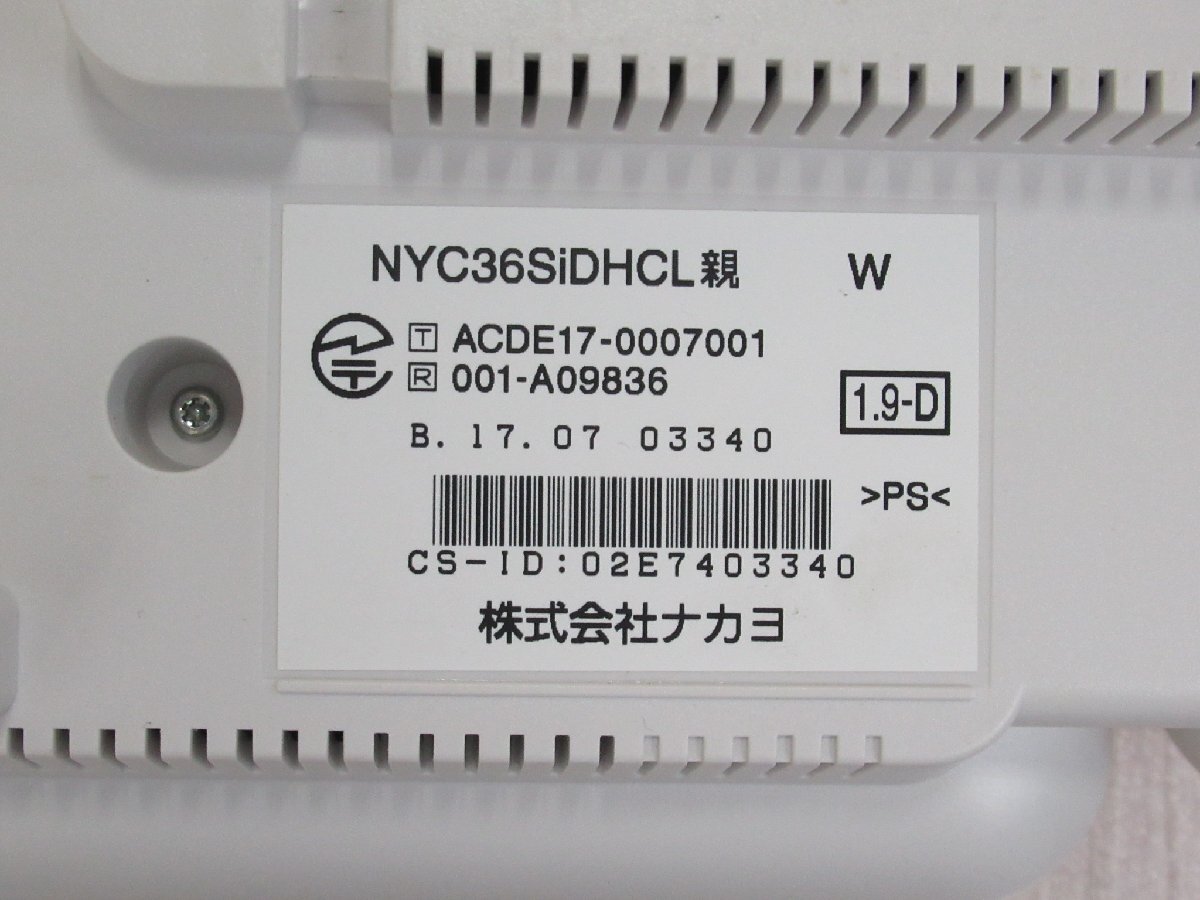 NYC36SiDHCL親 W
T ACDE17-0007001
R 001-A09836
1.9-D
B. 17. 07 03340
>PS<
CS-ID:02E7403340
株式会社ナカヨ